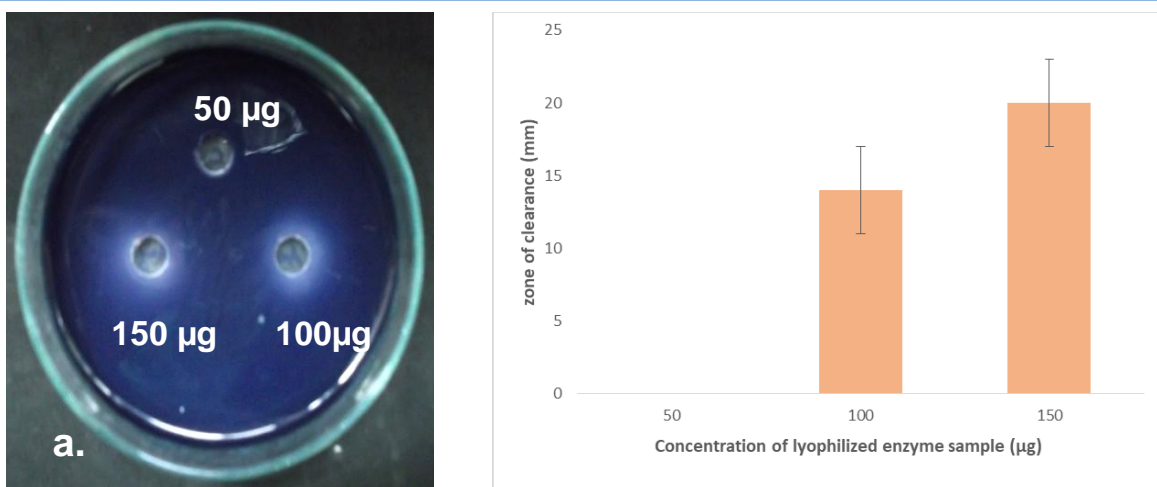 50 µg
150 µg
100µg
a.
25
20
15
10
5
0
zone of clearance (mm)
50
100
150
Concentration of lyophilized enzyme sample (µg)